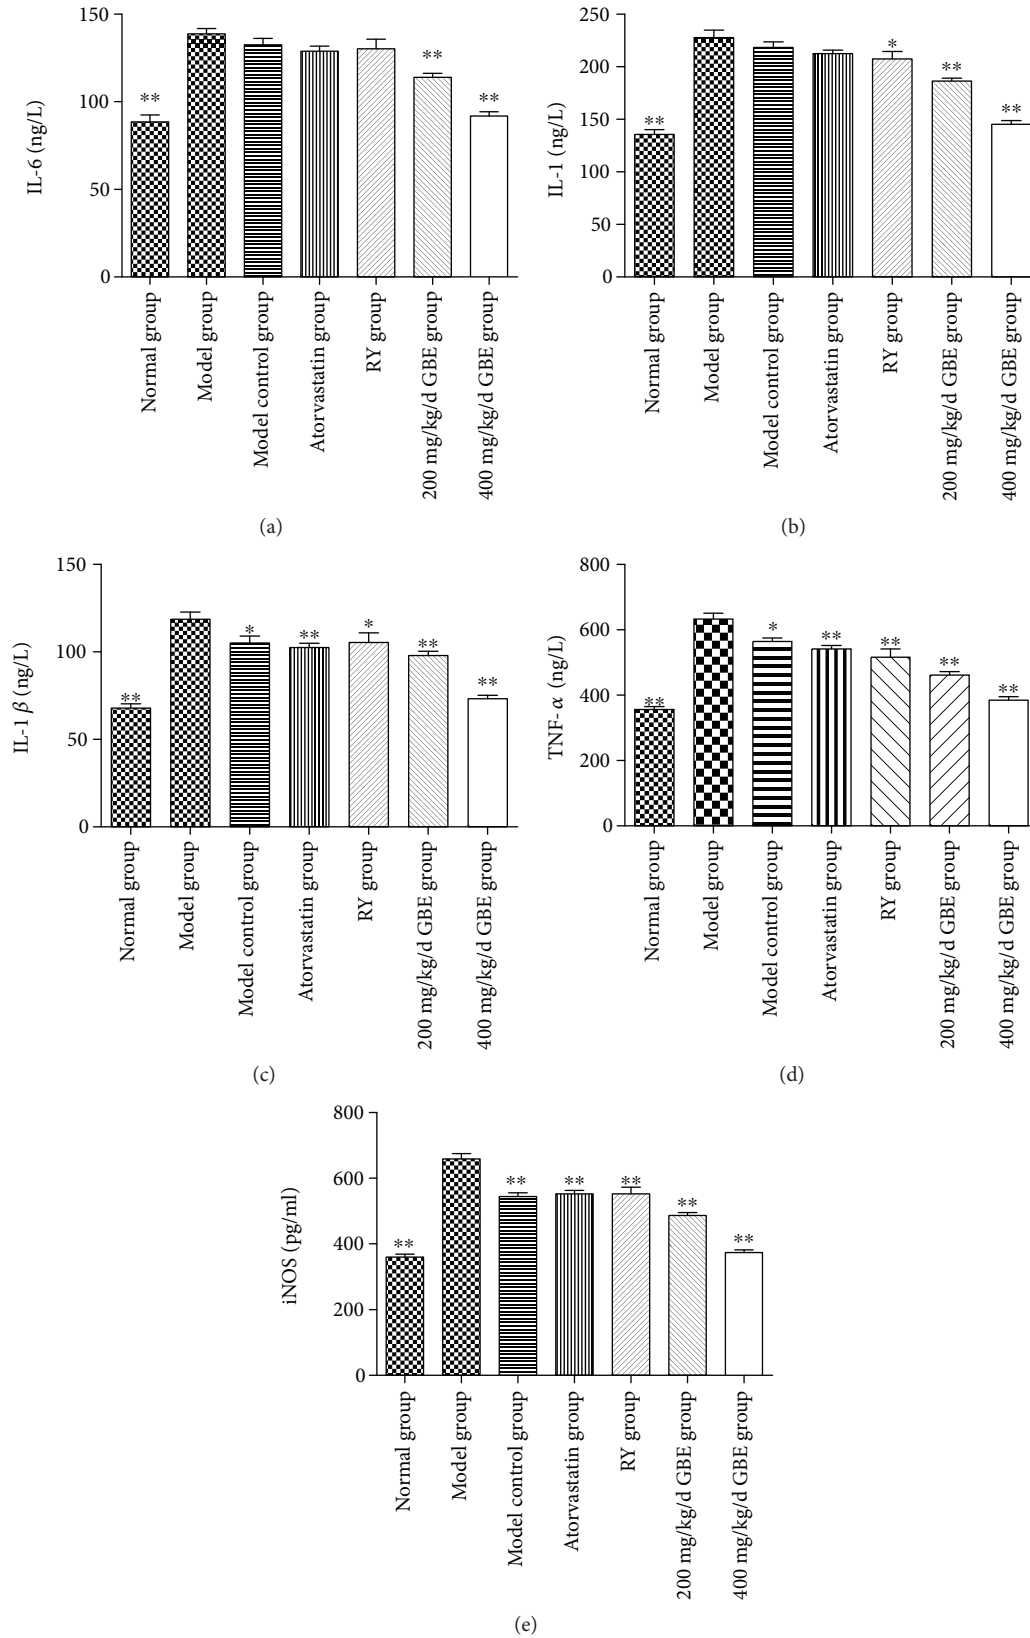 150
100
50
0
IL-6 (ng/L)
**
**
**
Normal group
Model group
Model control group
Atorvastatin group
RY group
200 mg/kg/d GBE group
400 mg/kg/d GBE group
(a)
250
200
150
100
50
0
IL-1 (ng/L)
**
*
**
**
Normal group
Model group
Model control group
Atorvastatin group
RY group
200 mg/kg/d GBE group
400 mg/kg/d GBE group
(b)
150
100
50
0
IL-1 β (ng/L)
**
*
**
*
**
**
Normal group
Model group
Model control group
Atorvastatin group
RY group
200 mg/kg/d GBE group
400 mg/kg/d GBE group
(c)
800
600
400
200
0
TNF-α (ng/L)
**
*
**
**
**
**
Normal group
Model group
Model control group
Atorvastatin group
RY group
200 mg/kg/d GBE group
400 mg/kg/d GBE group
(d)
800
600
400
200
0
iNOS (pg/ml)
**
**
**
**
**
**
Normal group
Model group
Model control group
Atorvastatin group
RY group
200 mg/kg/d GBE group
400 mg/kg/d GBE group
(e)